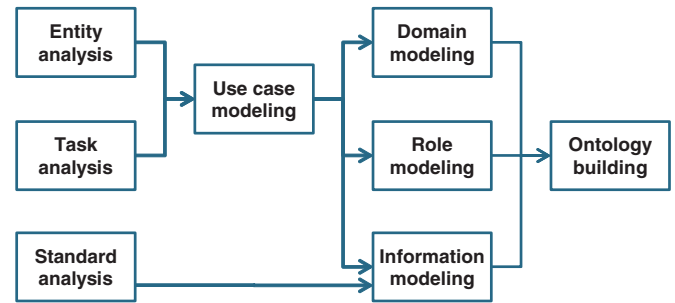 Entity
analysis
Task
analysis
Standard
analysis
Use case
modeling
Domain
modeling
Role
modeling
Information
modeling
Ontology
building